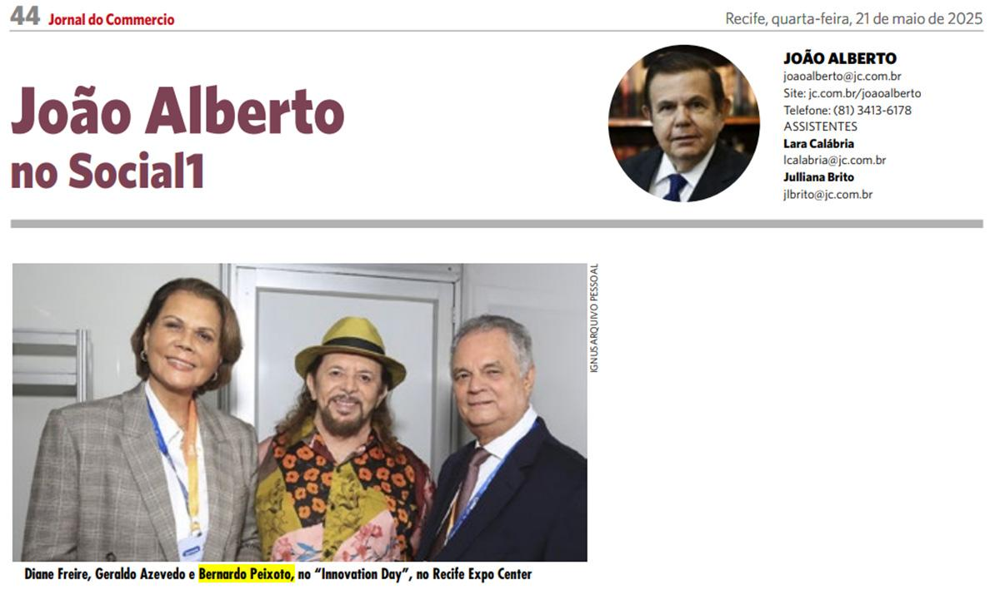 44 Jornal do Commercio
Recife, quarta-feira, 21 de maio de 2025
João Alberto
no Social1
JOÃO ALBERTO
joaoalberto@jc.com.br
Site: jc.com.br/joaoalberto
Telefone: (81) 3413-6178
ASSISTENTES
Lara Calábria
lcalabria@jc.com.br
Julliana Brito
jlbrito@jc.com.br
IGNUSARQUIVO PESSOAL
Diane Freire, Geraldo Azevedo e Bernardo Peixoto, no “Innovation Day”, no Recife Expo Center